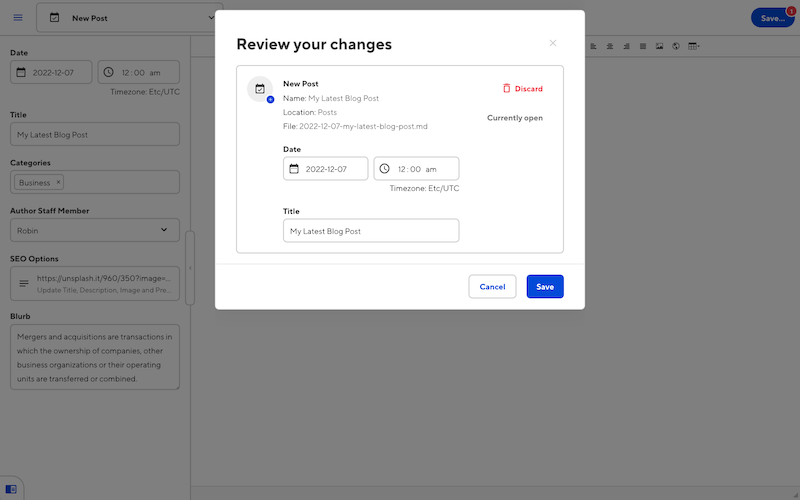 New Post
Save...
1
Date
2022-12-07
12 : 00 am
Timezone: Etc/UTC
Title
My Latest Blog Post
Categories
Business ×
Author Staff Member
Robin
SEO Options
https://unsplash.it/960/350?image=...
Update Title, Description, Image and Pre...
Blurb
Mergers and acquisitions are transactions in
which the ownership of companies, other
business organizations or their operating
units are transferred or combined.
Review your changes
New Post
Discard
Name: My Latest Blog Post
Location: Posts
Currently open
File: 2022-12-07-my-latest-blog-post.md
Date
2022-12-07
12 : 00 am
Timezone: Etc/UTC
Title
My Latest Blog Post
Cancel
Save